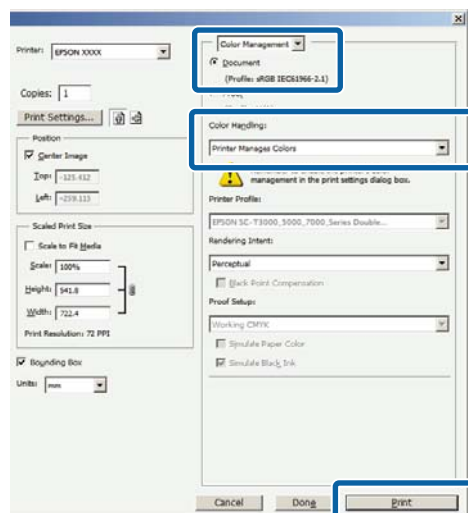 Printer: EPSON XXXX
Copies: 1
Print Settings...
Position
Center Image
Top: -125.412
Left: -259.113
Scaled Print Size
Scale to Fit Media
Scale: 100%
Height: 541.8
Width: 722.4
Print Resolution: 72 PPI
Bounding Box
Units: mm
Color Management
Document
(Profile: sRGB IEC61966-2.1)
Color Handling:
Printer Manages Colors
management in the print settings dialog box.
Printer Profile:
EPSON SC-T3000_5000_7000_Series Double...
Rendering Intent:
Perceptual
Black Point Compensation
Proof Setup:
Working CMYK
Simulate Paper Color
Simulate Black Ink
Cancel
Done
Print